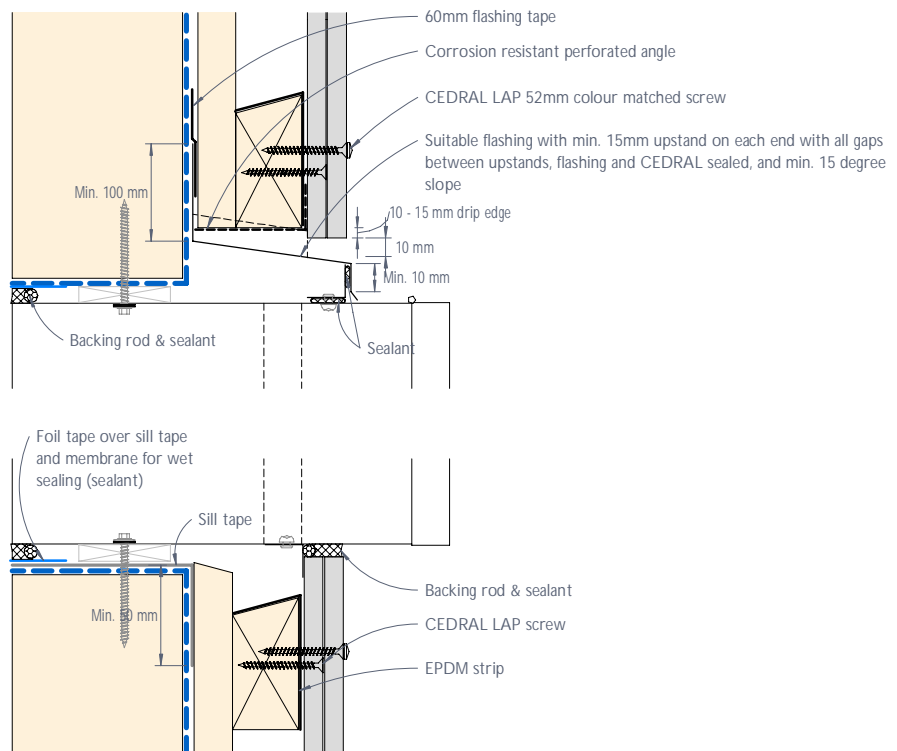 60mm flashing tape
Corrosion resistant perforated angle
CEDRAL LAP 52mm colour matched screw
Suitable flashing with min. 15mm upstand on each end with all gaps
between upstands, flashing and CEDRAL sealed, and min. 15 degree
slope
Min. 100 mm
10 - 15 mm drip edge
10 mm
Min. 10 mm
Backing rod & sealant
Sealant
Foil tape over sill tape
and membrane for wet
sealing (sealant)
Sill tape
Backing rod & sealant
Min. 50 mm
CEDRAL LAP screw
EPDM strip